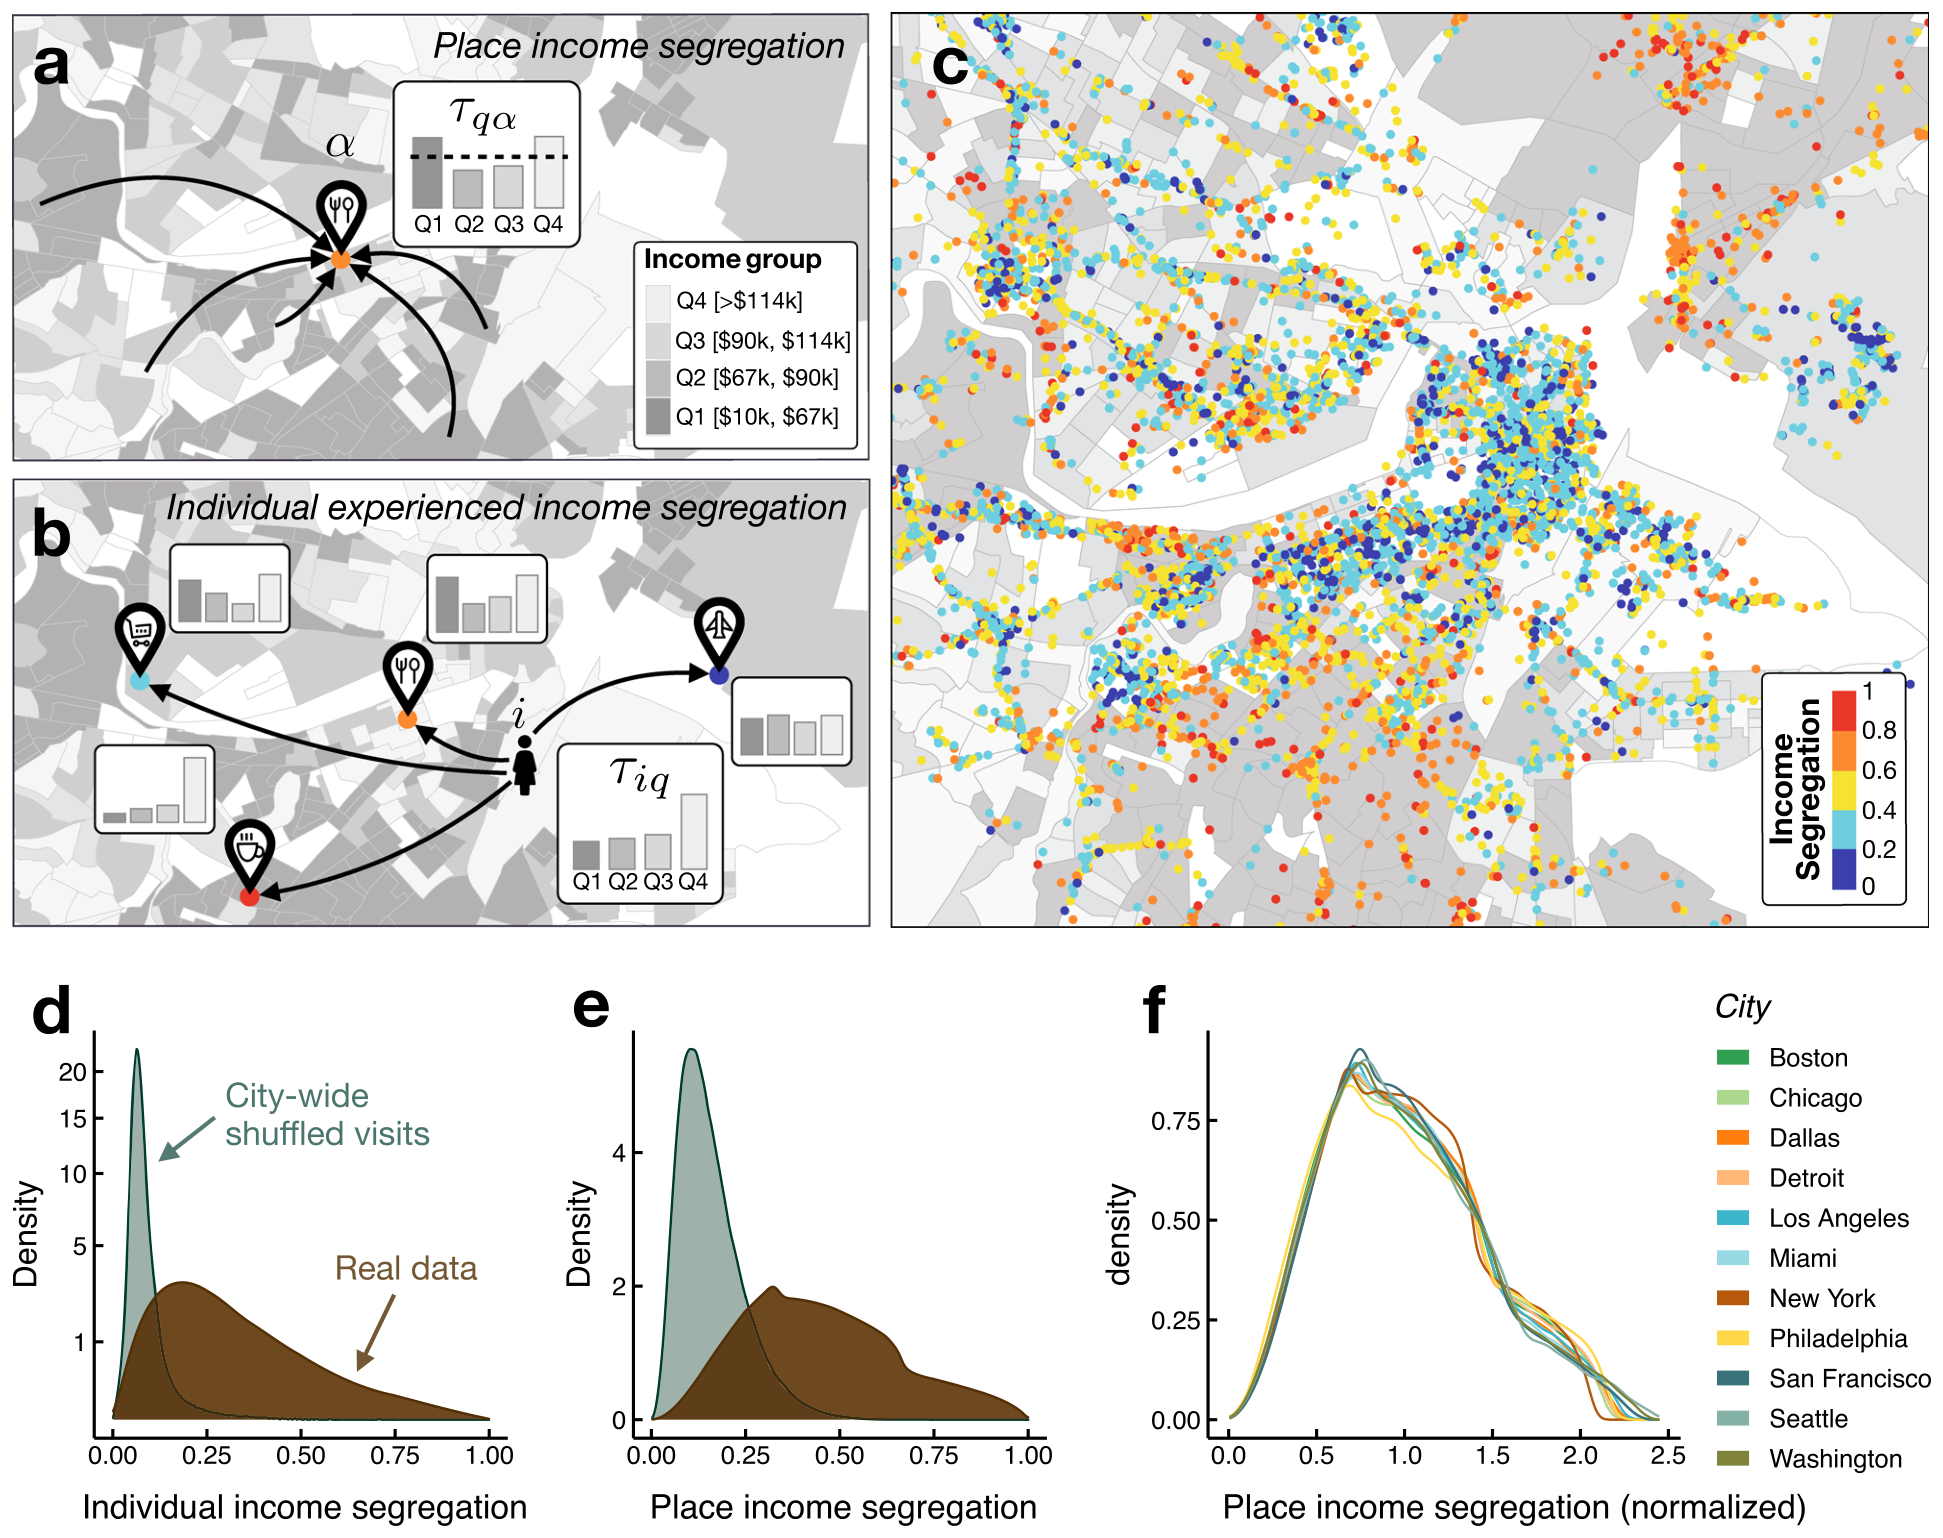 a
Place income segregation
α
τqα
Q1 Q2 Q3 Q4
Income group
Q4 [>$114k]
Q3 [$90k, $114k]
Q2 [$67k, $90k]
Q1 [$10k, $67k]
b
Individual experienced income segregation
i
τiq
Q1 Q2 Q3 Q4
c
Income
Segregation
1
0.8
0.6
0.4
0.2
0
d
Density
20
15
10
5
1
City-wide
shuffled visits
Real data
0.00 0.25 0.50 0.75 1.00
Individual income segregation
e
Density
4
2
0
0.00 0.25 0.50 0.75 1.00
Place income segregation
f
density
0.75
0.50
0.25
0.00
0.0 0.5 1.0 1.5 2.0 2.5
Place income segregation (normalized)
City
Boston
Chicago
Dallas
Detroit
Los Angeles
Miami
New York
Philadelphia
San Francisco
Seattle
Washington